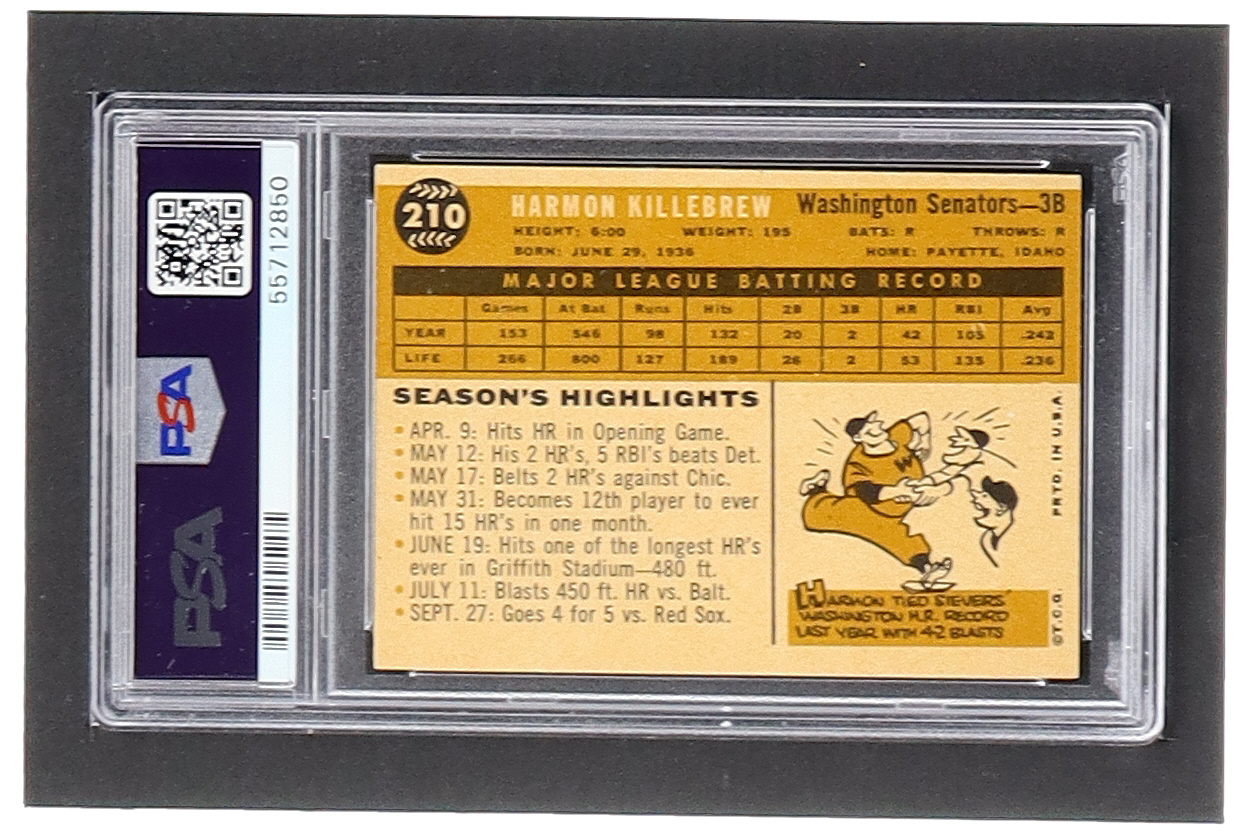 PSA
PSA
55712850
210
HARMON KILLEBREW Washington Senators—3B
HEIGHT: 6:00 WEIGHT: 195 BATS: R THROWS: R
BORN: JUNE 29, 1936 HOME: PAYETTE, IDAHO
MAJOR LEAGUE BATTING RECORD
Games At Bat Runs Hits 2B 3B HR RBI Avg
YEAR 153 546 98 132 20 2 42 105 .242
LIFE 266 800 127 189 26 2 53 135 .236
SEASON'S HIGHLIGHTS
• APR. 9: Hits HR in Opening Game.
• MAY 12: His 2 HR's, 5 RBI's beats Det.
• MAY 17: Belts 2 HR's against Chic.
• MAY 31: Becomes 12th player to ever
hit 15 HR's in one month.
• JUNE 19: Hits one of the longest HR's
ever in Griffith Stadium—480 ft.
• JULY 11: Blasts 450 ft. HR vs. Balt.
• SEPT. 27: Goes 4 for 5 vs. Red Sox.
W
HARMON TIED SIEVERS'
WASHINGTON H.R. RECORD
LAST YEAR WITH 42 BLASTS
©T.C.G. PRTD. IN U.S.A.